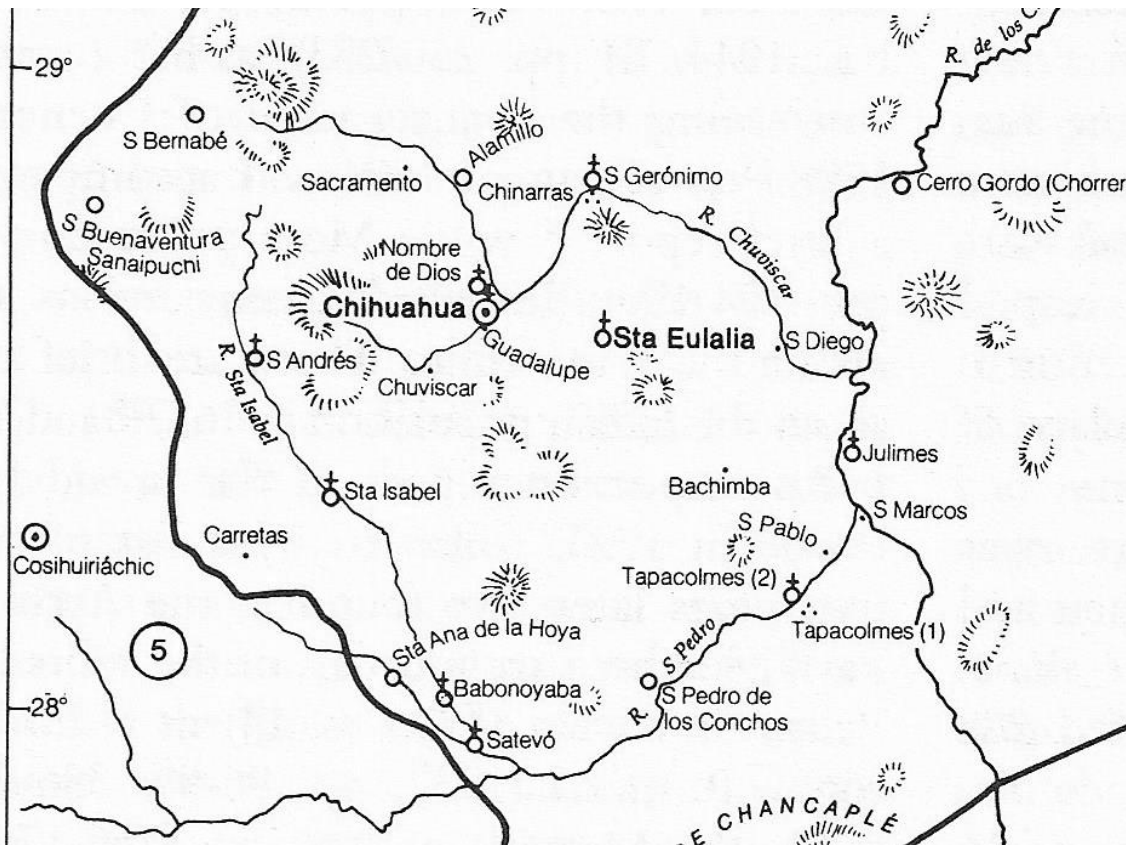 29°
R. de los C
S Bernabé
Sacramento
Alamillo
Chinarras
S Gerónimo
Cerro Gordo (Chorrer
S Buenaventura
Sanaipuchi
Nombre
de Dios
R.
Chuviscar
Chihuahua
Sta Eulalia
S Diego
Guadalupe
R. Sta Isabel
S Andrés
Chuviscar
Julimes
Sta Isabel
Bachimba
S Marcos
Carretas
S Pablo
Cosihuiriáchic
Tapacolmes (2)
Tapacolmes (1)
5
Sta Ana de la Hoya
R. S Pedro
Babonoyaba
S Pedro de
los Conchos
28°
Satevó
DE CHANCAPLÉ